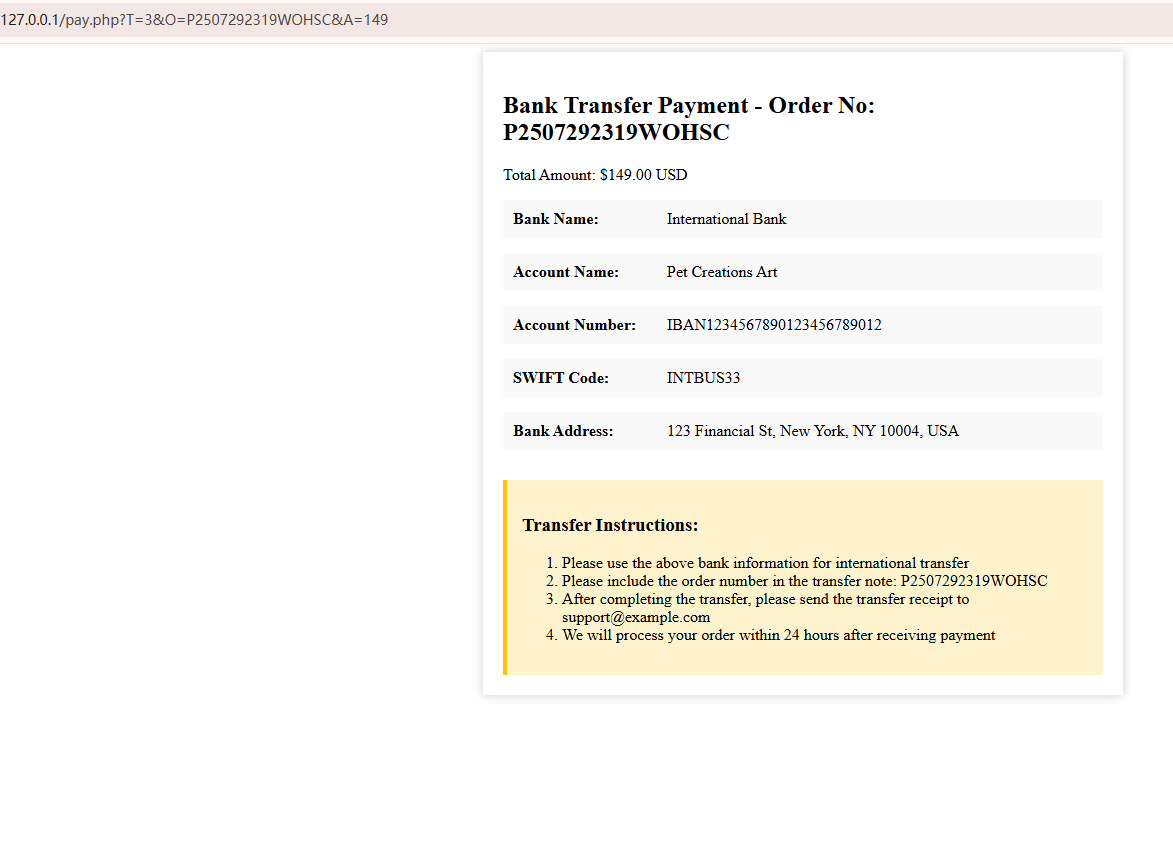 127.0.0.1/pay.php?T=3&O=P2507292319WOHSC&A=149
Bank Transfer Payment - Order No:
P2507292319WOHSC
Total Amount: $149.00 USD
Bank Name: International Bank
Account Name: Pet Creations Art
Account Number: IBAN1234567890123456789012
SWIFT Code: INTBUS33
Bank Address: 123 Financial St, New York, NY 10004, USA
Transfer Instructions:
1. Please use the above bank information for international transfer
2. Please include the order number in the transfer note: P2507292319WOHSC
3. After completing the transfer, please send the transfer receipt to
support@example.com
4. We will process your order within 24 hours after receiving payment